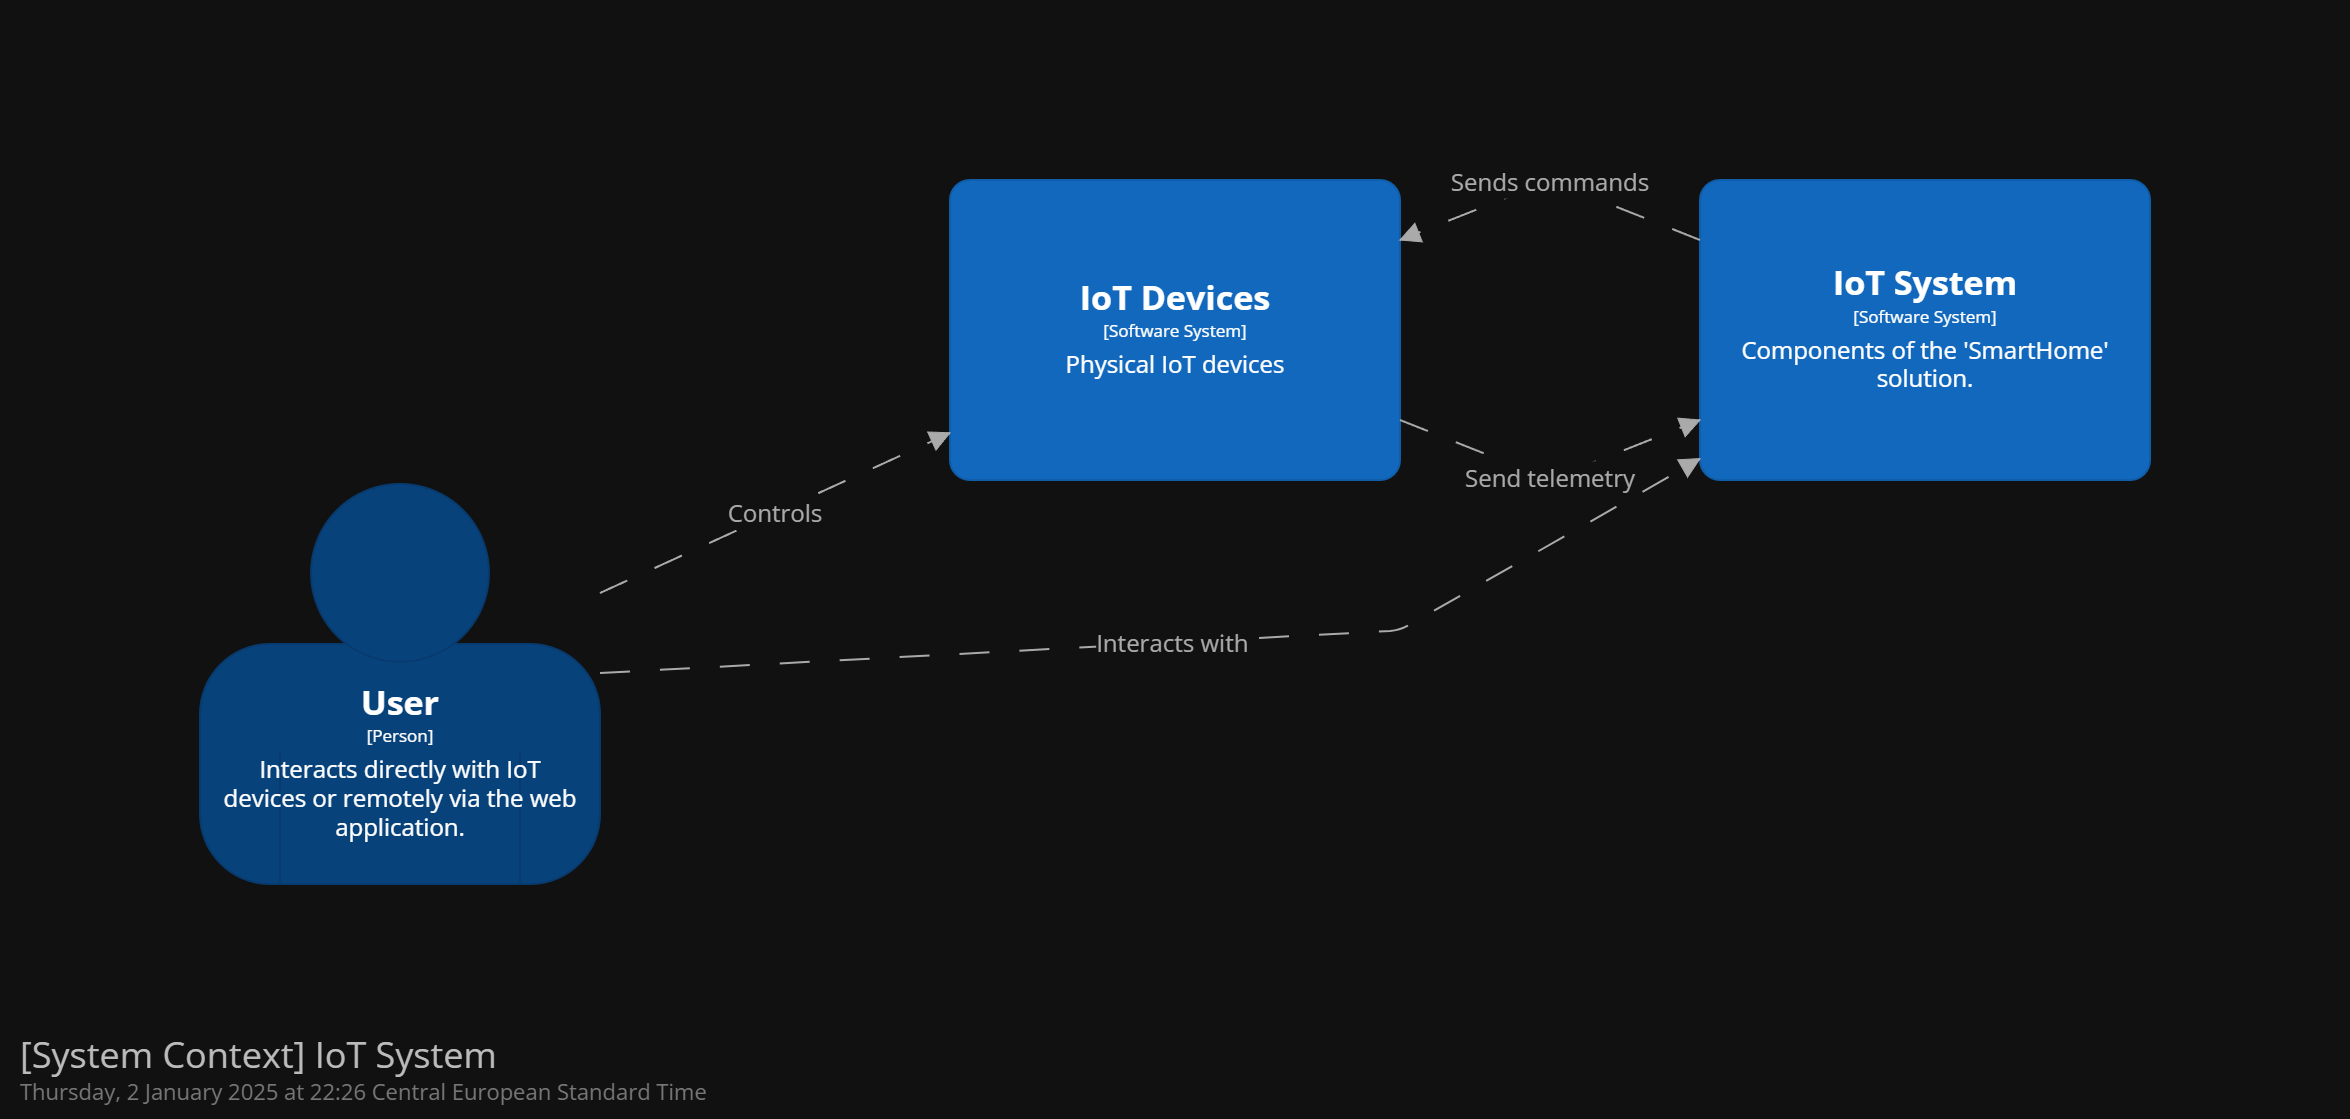 Sends commands
IoT Devices
[Software System]
Physical IoT devices
IoT System
[Software System]
Components of the 'SmartHome'
solution.
Send telemetry
Controls
Interacts with
User
[Person]
Interacts directly with IoT
devices or remotely via the web
application.
[System Context] IoT System
Thursday, 2 January 2025 at 22:26 Central European Standard Time